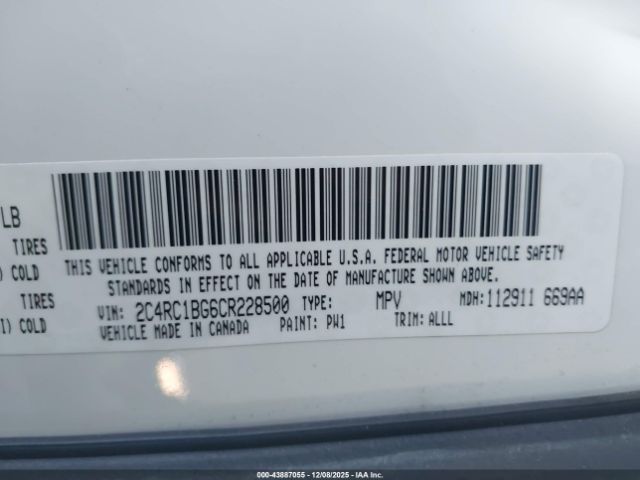 LB
TIRES
) COLD
TIRES
I) COLD
THIS VEHICLE CONFORMS TO ALL APPLICABLE U.S.A. FEDERAL MOTOR VEHICLE SAFETY
STANDARDS IN EFFECT ON THE DATE OF MANUFACTURE SHOWN ABOVE.
VIN: 2C4RC1BG6CR228500 TYPE: MPV MDH: 112911 669AA
VEHICLE MADE IN CANADA PAINT: PW1 TRIM: ALLL
000-43887055 - 12/08/2025 - IAA Inc.